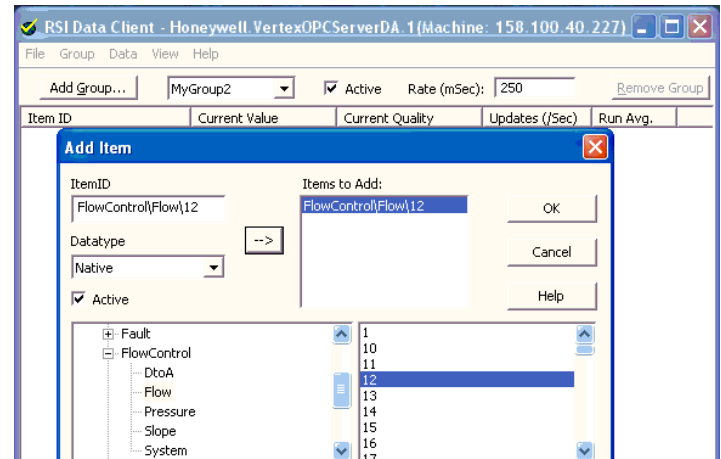 RSI Data Client - Honeywell.VertexOPCServerDA.1(Machine: 158.100.40.227)
File Group Data View Help
Add Group... MyGroup2 Active Rate (mSec): 250 Remove Group
Item ID Current Value Current Quality Updates (/Sec) Run Avg.
Add Item
ItemID Items to Add:
FlowControl\Flow\12 FlowControl\Flow\12 OK
Datatype -->
Native Cancel
Active Help
Fault 1
FlowControl 10
DtoA 11
Flow 12
Pressure 13
Slope 14
System 15
16
17